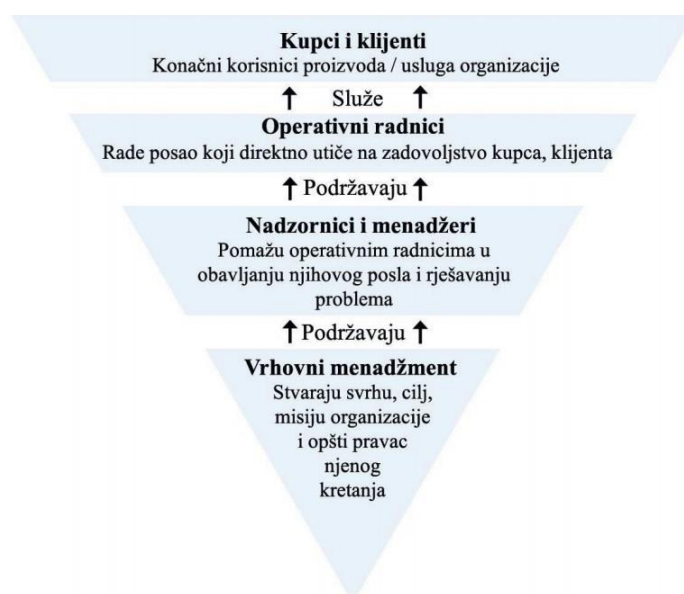 Kupci i klijenti
Konačni korisnici proizvoda / usluga organizacije
Služe
Operativni radnici
Rade posao koji direktno utiče na zadovoljstvo kupca, klijenta
Podržavaju
Nadzornici i menadžeri
Pomažu operativnim radnicima u
obavljanju njihovog posla i rješavanju
problema
Podržavaju
Vrhovni menadžment
Stvaraju svrhu, cilj,
misiju organizacije
i opšti pravac
njenog
kretanja